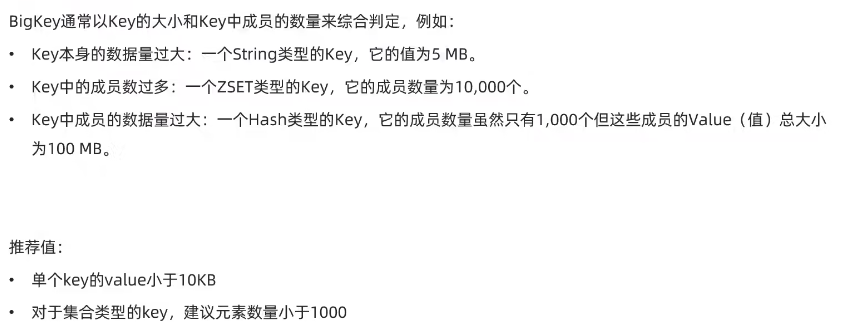 BigKey通常以Key的大小和Key中成员的数量来综合判定，例如：
• Key本身的数据量过大：一个String类型的Key，它的值为5 MB。
• Key中的成员数过多：一个ZSET类型的Key，它的成员数量为10,000个。
• Key中成员的数据量过大：一个Hash类型的Key，它的成员数量虽然只有1,000个但这些成员的Value（值）总大小
为100 MB。
推荐值：
• 单个key的value小于10KB
• 对于集合类型的key，建议元素数量小于1000